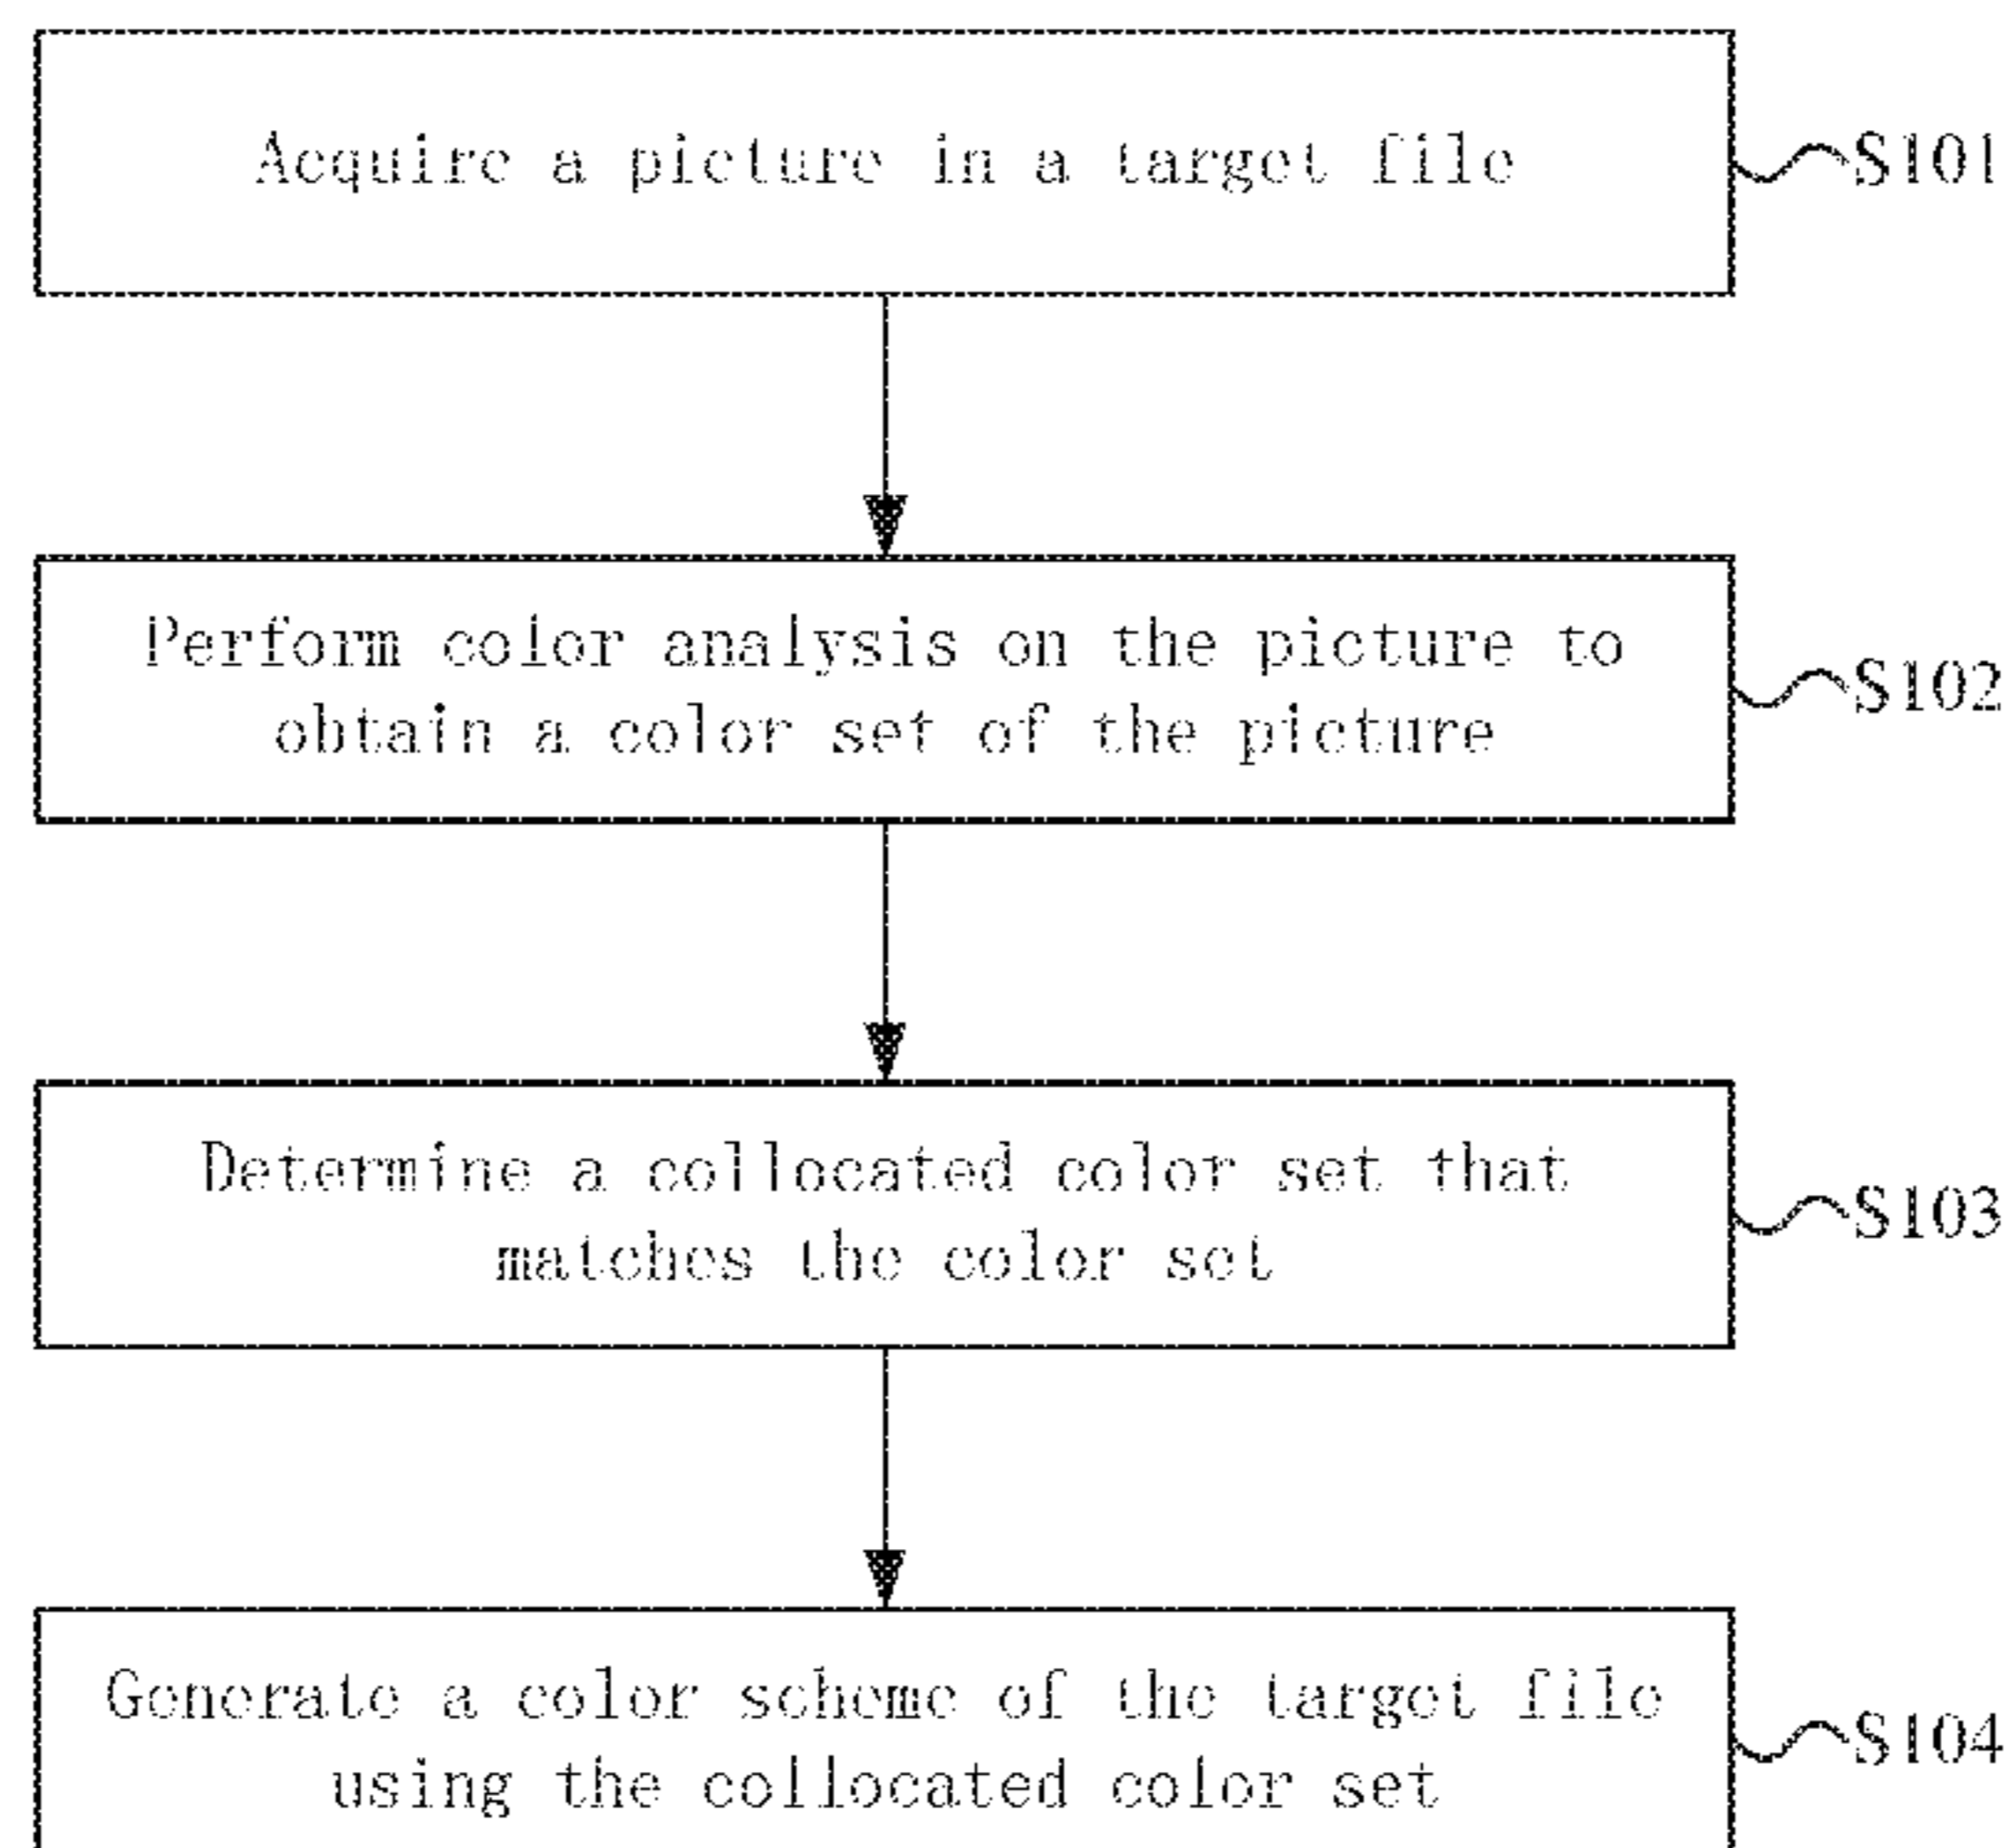 Acquire a picture in a target file
S101
Perform color analysis on the picture to
obtain a color set of the picture
S102
Determine a collocated color set that
matches the color set
S103
Generate a color scheme of the target file
using the collocated color set
S104